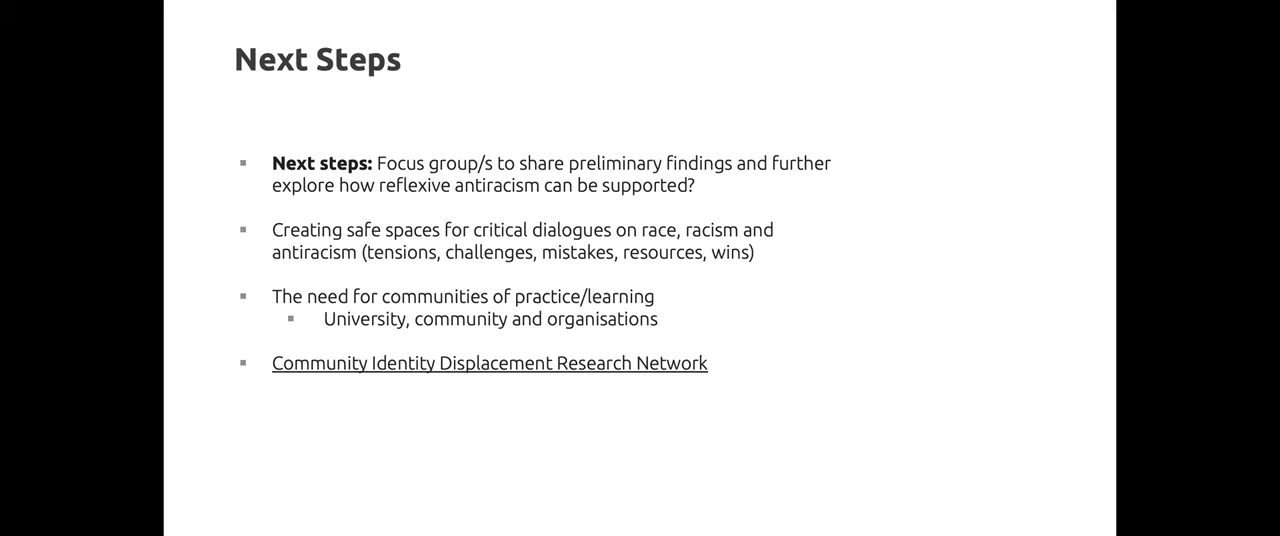 Next Steps
Next steps: Focus group/s to share preliminary findings and further
explore how reflexive antiracism can be supported?
Creating safe spaces for critical dialogues on race, racism and
antiracism (tensions, challenges, mistakes, resources, wins)
The need for communities of practice/learning
University, community and organisations
Community Identity Displacement Research Network